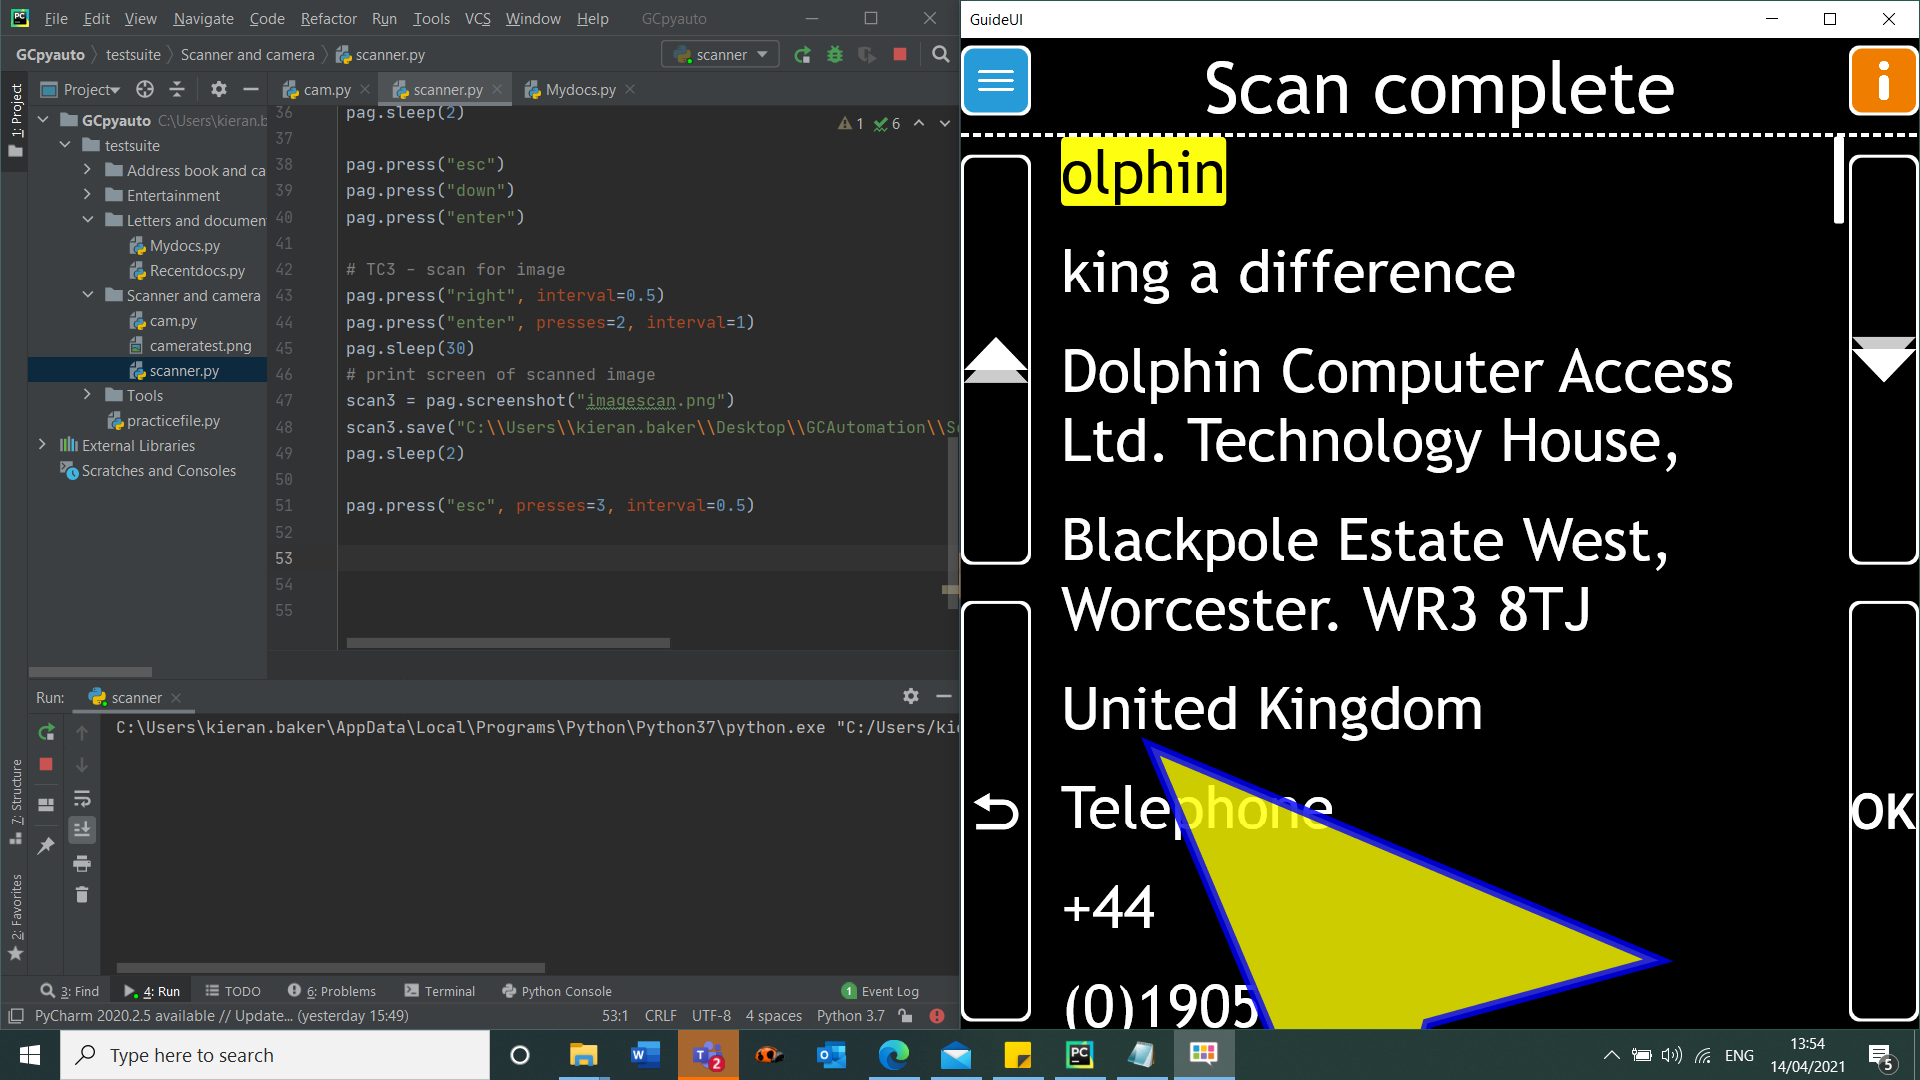 File Edit View Navigate Code Refactor Run Tools VCS Window Help GCpyauto
GCpyauto testsuite Scanner and camera scanner.py scanner
1: Project
7: Structure
2: Favorites
Project
GCpyauto C:\Users\kieran.b
testsuite
Address book and ca
Entertainment
Letters and documen
Mydocs.py
Recentdocs.py
Scanner and camera
cam.py
cameratest.png
scanner.py
Tools
practicefile.py
External Libraries
Scratches and Consoles
cam.py scanner.py Mydocs.py
1 6
36 pag.sleep(2)
37
38 pag.press("esc")
39 pag.press("down")
40 pag.press("enter")
41
42 # TC3 - scan for image
43 pag.press("right", interval=0.5)
44 pag.press("enter", presses=2, interval=1)
45 pag.sleep(30)
46 # print screen of scanned image
47 scan3 = pag.screenshot("imagescan.png")
48 scan3.save("C:\\Users\\kieran.baker\\Desktop\\GCAutomation\\Sc
49 pag.sleep(2)
50
51 pag.press("esc", presses=3, interval=0.5)
52
53
54
55
Run: scanner
C:\Users\kieran.baker\AppData\Local\Programs\Python\Python37\python.exe "C:/Users/ki
3: Find 4: Run TODO 6: Problems Terminal Python Console 1 Event Log
PyCharm 2020.2.5 available // Update... (yesterday 15:49) 53:1 CRLF UTF-8 4 spaces Python 3.7
GuideUI
Scan complete
olphin
king a difference
Dolphin Computer Access
Ltd. Technology House,
Blackpole Estate West,
Worcester. WR3 8TJ
United Kingdom
Telephone
+44
(0)1905
OK
Type here to search
2
ENG
13:54
14/04/2021
5